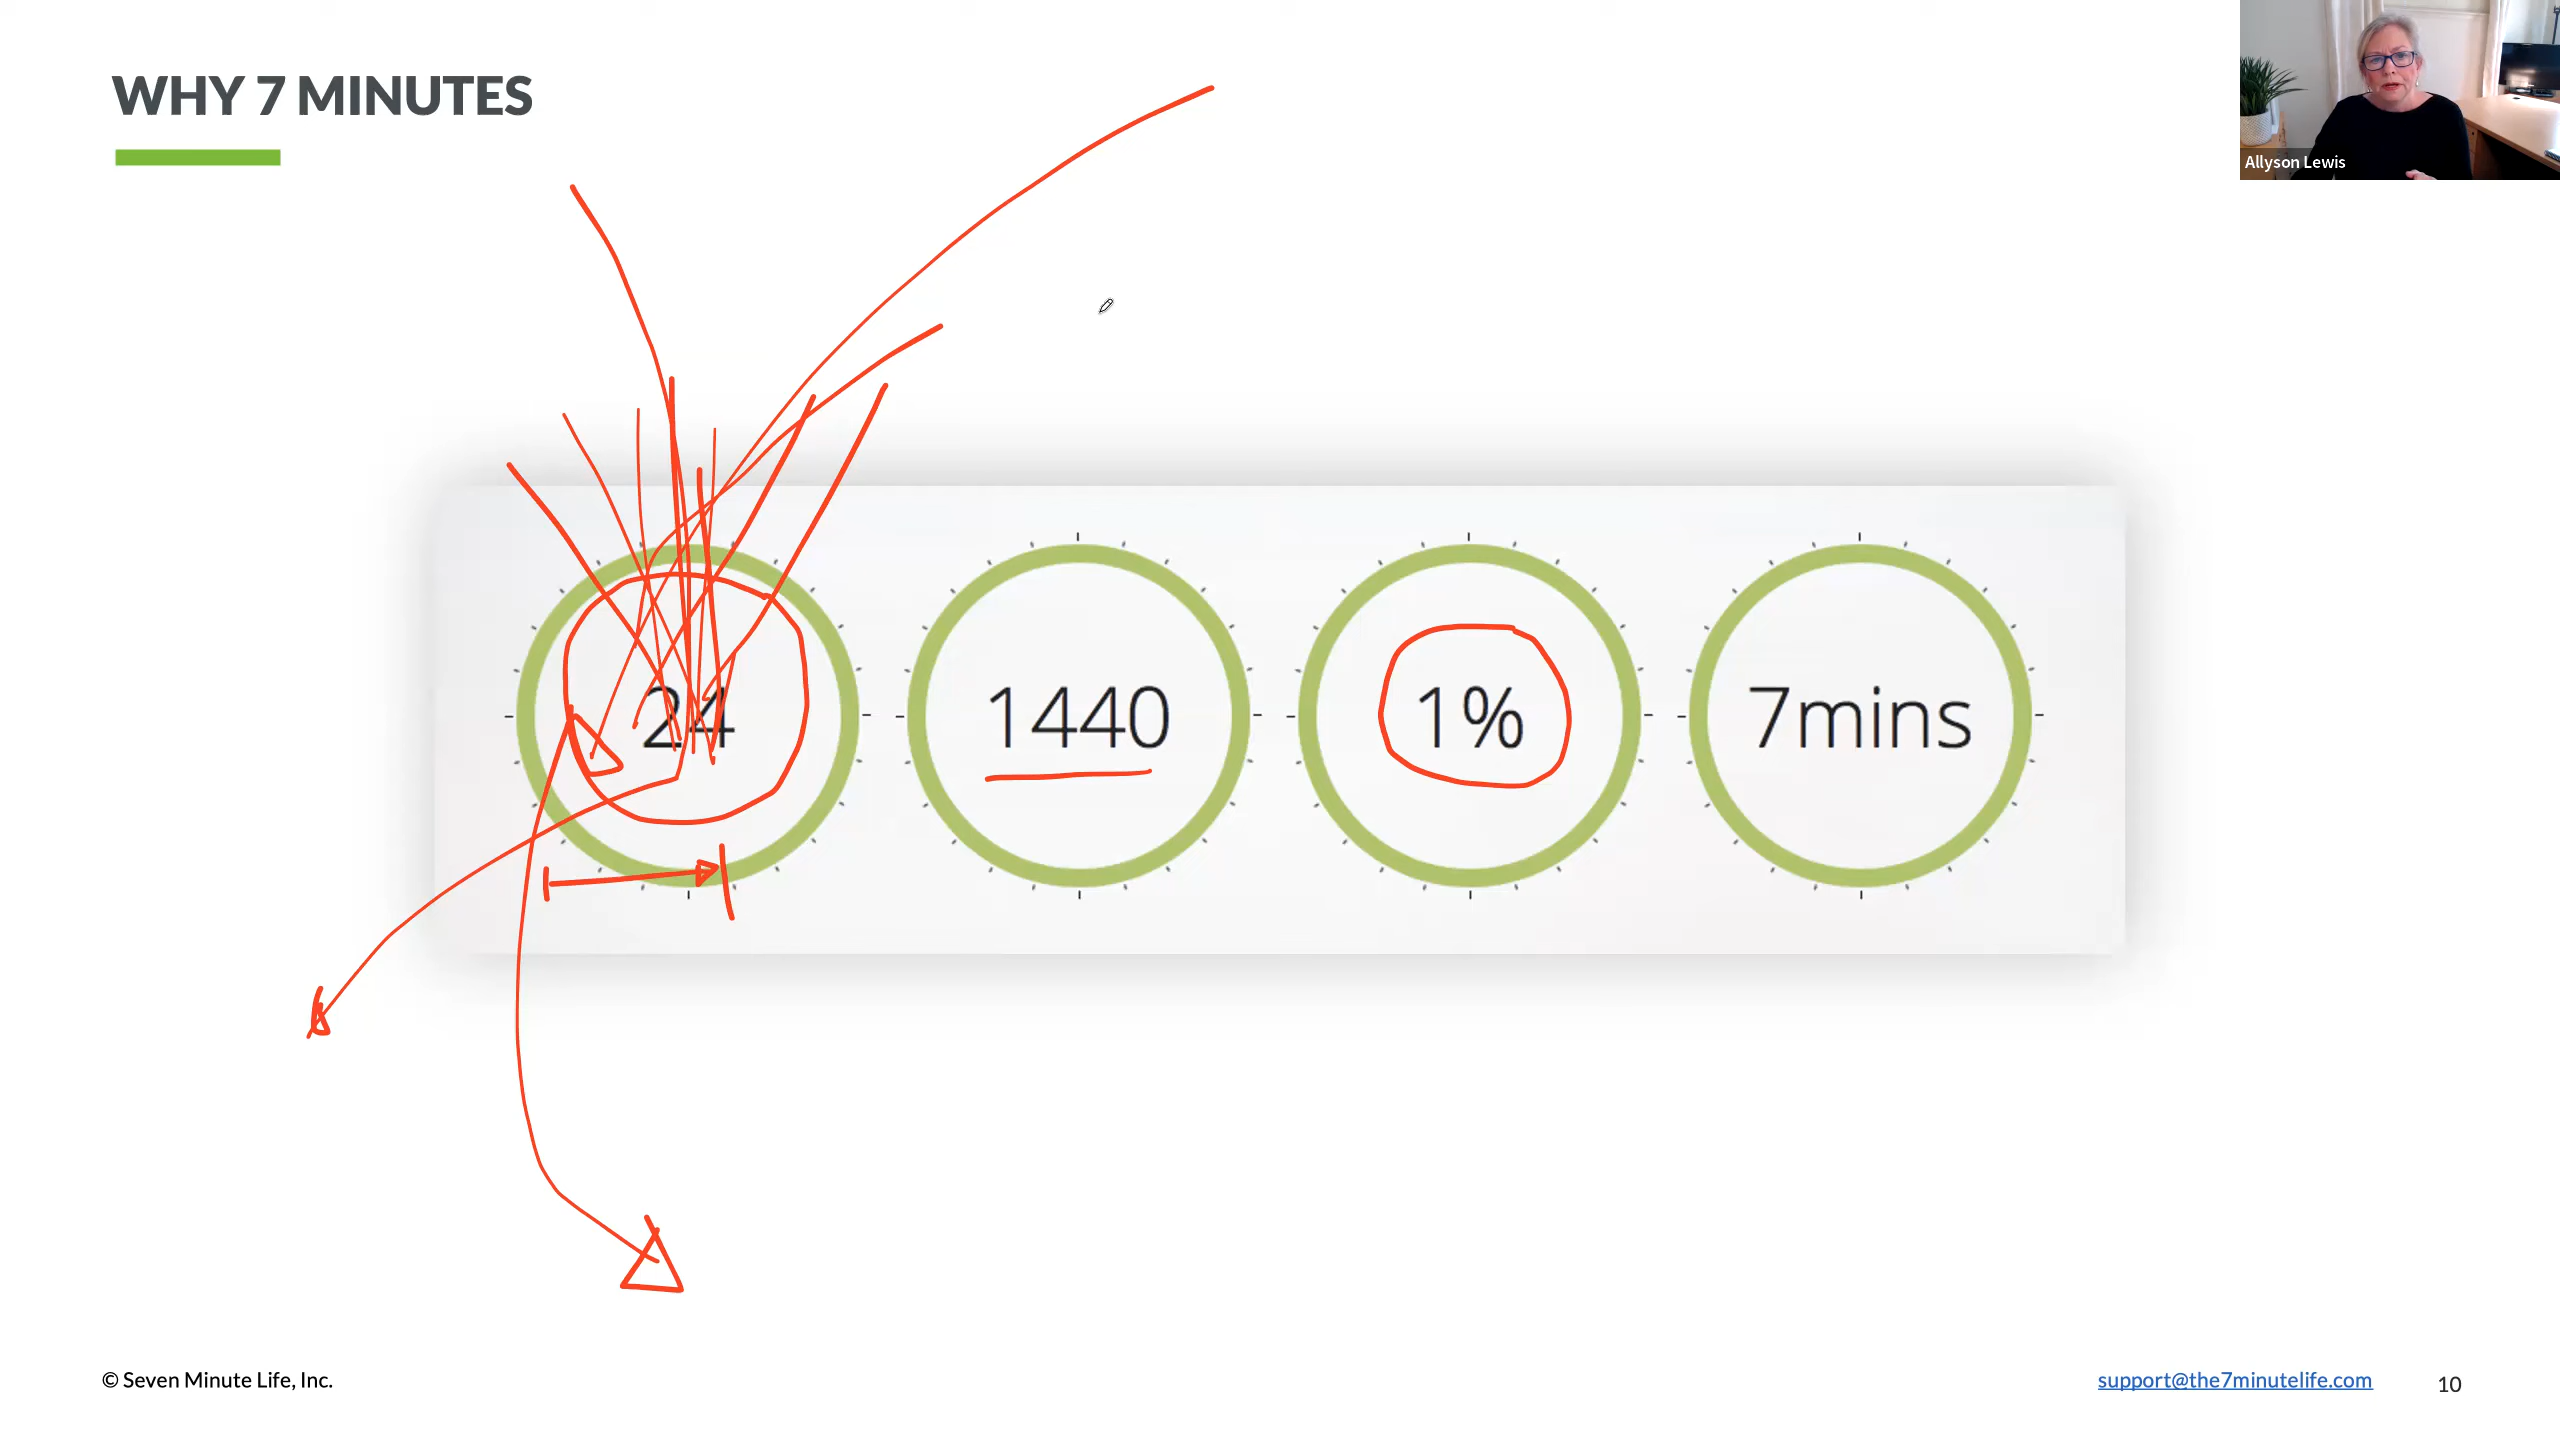 WHY 7 MINUTES
Allyson Lewis
24
1440
1%
7mins
© Seven Minute Life, Inc.
support@the7minutelife.com
10